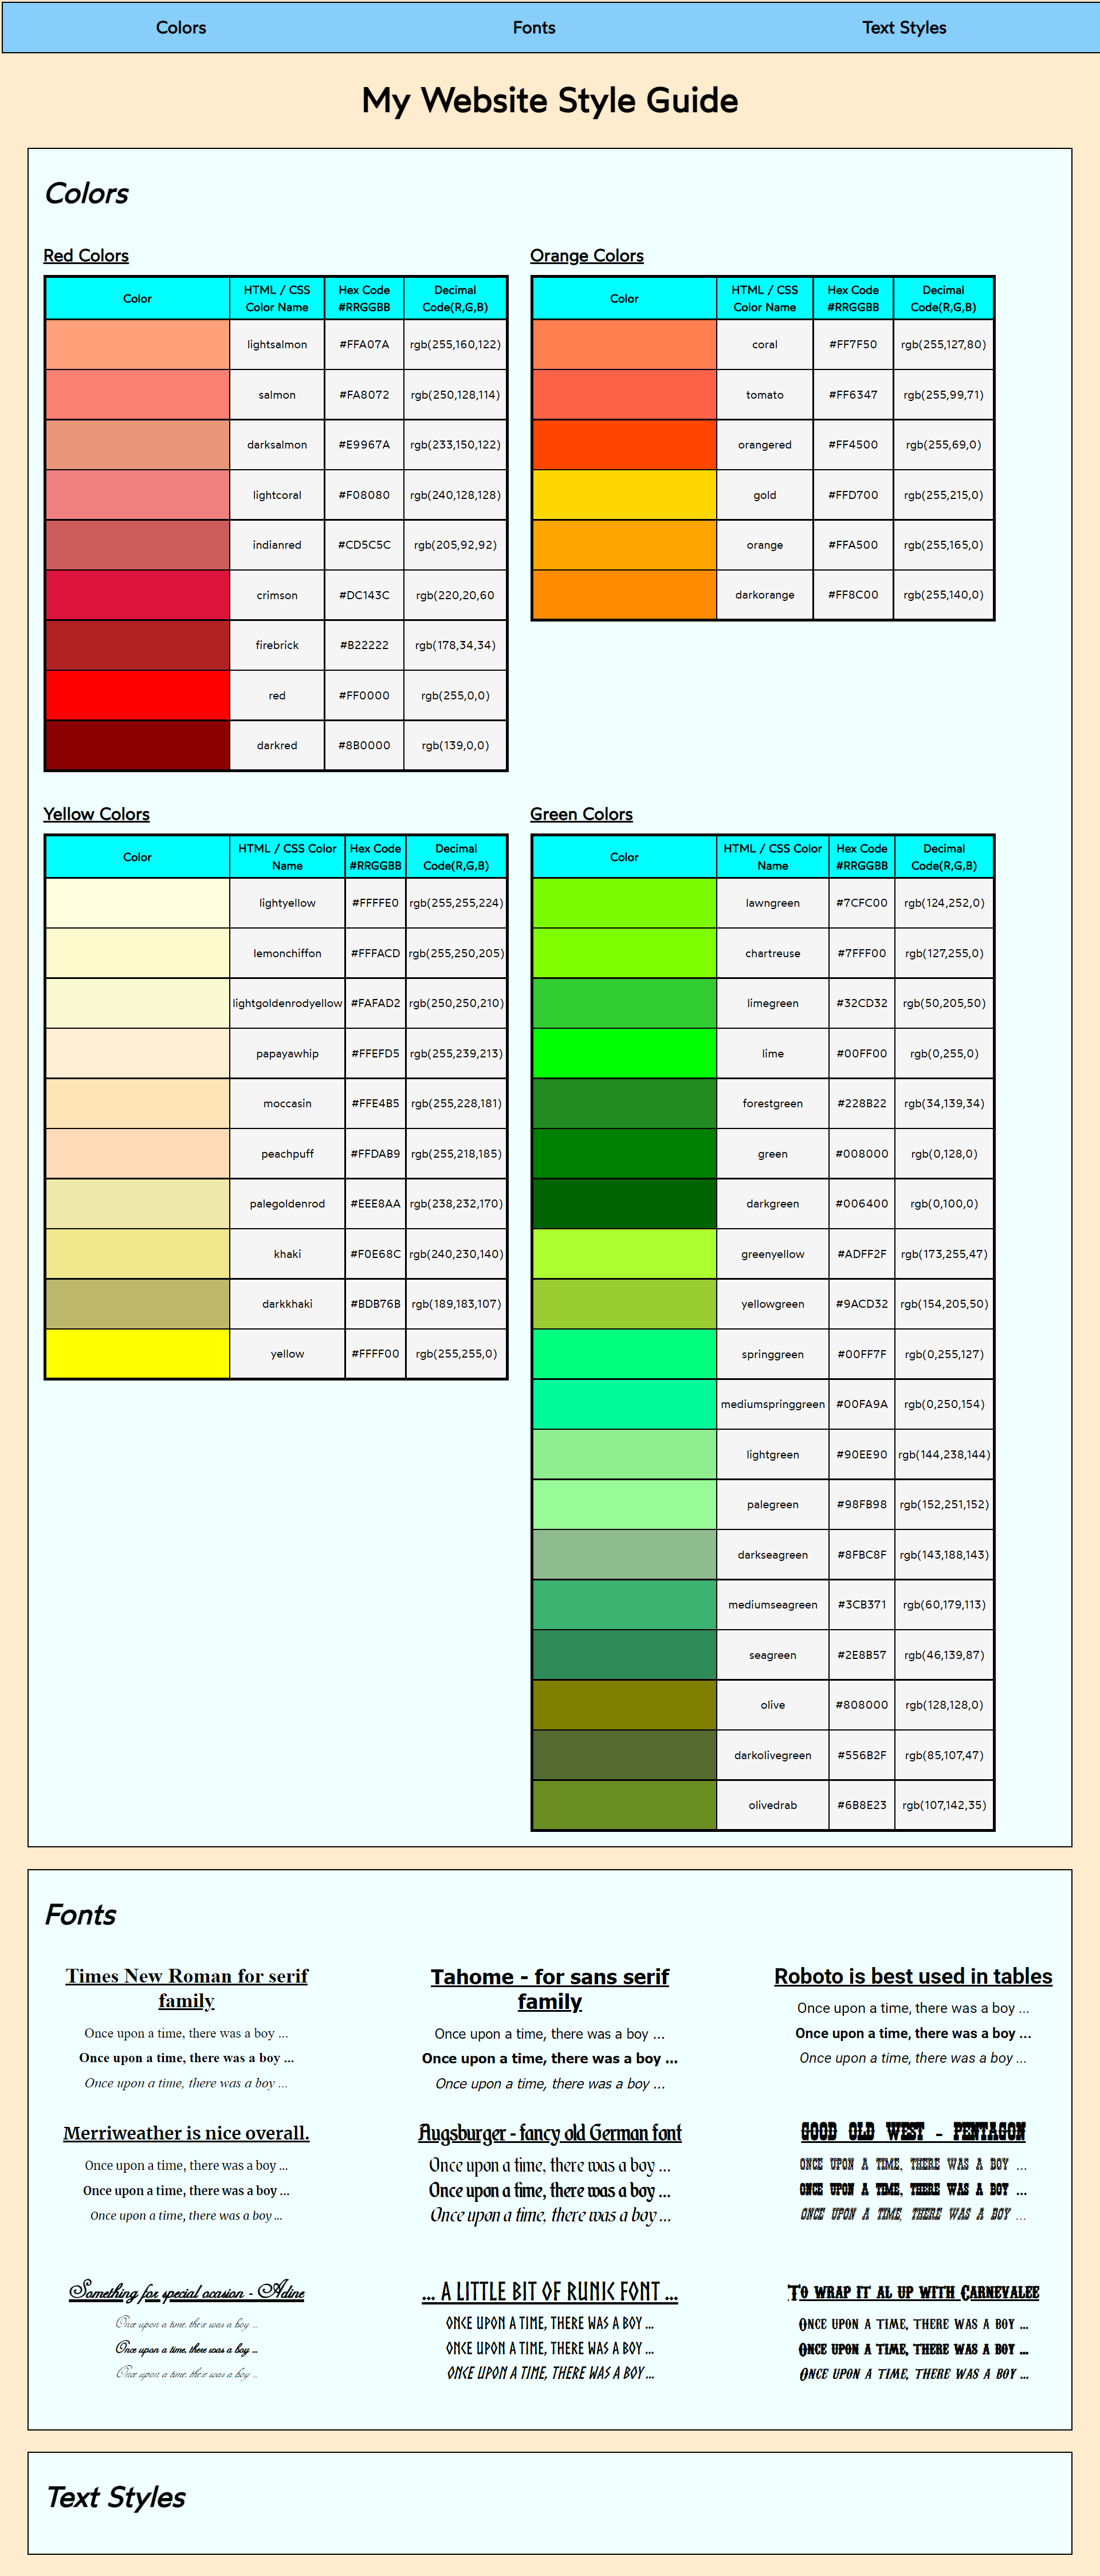 Colors Fonts Text Styles
My Website Style Guide
Colors
Red Colors
Color HTML / CSS Color Name Hex Code #RRGGBB Decimal Code(R,G,B)
lightsalmon #FFA07A rgb(255,160,122)
salmon #FA8072 rgb(250,128,114)
darksalmon #E9967A rgb(233,150,122)
lightcoral #F08080 rgb(240,128,128)
indianred #CD5C5C rgb(205,92,92)
crimson #DC143C rgb(220,20,60
firebrick #B22222 rgb(178,34,34)
red #FF0000 rgb(255,0,0)
darkred #8B0000 rgb(139,0,0)
Orange Colors
Color HTML / CSS Color Name Hex Code #RRGGBB Decimal Code(R,G,B)
coral #FF7F50 rgb(255,127,80)
tomato #FF6347 rgb(255,99,71)
orangered #FF4500 rgb(255,69,0)
gold #FFD700 rgb(255,215,0)
orange #FFA500 rgb(255,165,0)
darkorange #FF8C00 rgb(255,140,0)
Yellow Colors
Color HTML / CSS Color Name Hex Code #RRGGBB Decimal Code(R,G,B)
lightyellow #FFFFE0 rgb(255,255,224)
lemonchiffon #FFFACD rgb(255,250,205)
lightgoldenrodyellow #FAFAD2 rgb(250,250,210)
papayawhip #FFEFD5 rgb(255,239,213)
moccasin #FFE4B5 rgb(255,228,181)
peachpuff #FFDAB9 rgb(255,218,185)
palegoldenrod #EEE8AA rgb(238,232,170)
khaki #F0E68C rgb(240,230,140)
darkkhaki #BDB76B rgb(189,183,107)
yellow #FFFF00 rgb(255,255,0)
Green Colors
Color HTML / CSS Color Name Hex Code #RRGGBB Decimal Code(R,G,B)
lawngreen #7CFC00 rgb(124,252,0)
chartreuse #7FFF00 rgb(127,255,0)
limegreen #32CD32 rgb(50,205,50)
lime #00FF00 rgb(0,255,0)
forestgreen #228B22 rgb(34,139,34)
green #008000 rgb(0,128,0)
darkgreen #006400 rgb(0,100,0)
greenyellow #ADFF2F rgb(173,255,47)
yellowgreen #9ACD32 rgb(154,205,50)
springgreen #00FF7F rgb(0,255,127)
mediumspringgreen #00FA9A rgb(0,250,154)
lightgreen #90EE90 rgb(144,238,144)
palegreen #98FB98 rgb(152,251,152)
darkseagreen #8FBC8F rgb(143,188,143)
mediumseagreen #3CB371 rgb(60,179,113)
seagreen #2E8B57 rgb(46,139,87)
olive #808000 rgb(128,128,0)
darkolivegreen #556B2F rgb(85,107,47)
olivedrab #6B8E23 rgb(107,142,35)
Fonts
Times New Roman for serif
family
Once upon a time, there was a boy ...
Once upon a time, there was a boy ...
Once upon a time, there was a boy ...
Tahome - for sans serif
family
Once upon a time, there was a boy ...
Once upon a time, there was a boy ...
Once upon a time, there was a boy ...
Roboto is best used in tables
Once upon a time, there was a boy ...
Once upon a time, there was a boy ...
Once upon a time, there was a boy ...
Merriweather is nice overall.
Once upon a time, there was a boy ...
Once upon a time, there was a boy ...
Once upon a time, there was a boy ...
Augsburger - fancy old German font
Once upon a time, there was a boy ...
Once upon a time, there was a boy ...
Once upon a time, there was a boy ...
GOOD OLD WEST - PENTAGON
ONCE UPON A TIME, THERE WAS A BOY ...
ONCE UPON A TIME, THERE WAS A BOY ...
ONCE UPON A TIME, THERE WAS A BOY ...
Something for special ocasion - Adine
Once upon a time, there was a boy ...
Once upon a time, there was a boy ...
Once upon a time, there was a boy ...
... A LITTLE BIT OF RUNIC FONT ...
ONCE UPON A TIME, THERE WAS A BOY ...
ONCE UPON A TIME, THERE WAS A BOY ...
ONCE UPON A TIME, THERE WAS A BOY ...
TO WRAP IT AL UP WITH CARNEVALEE
ONCE UPON A TIME, THERE WAS A BOY ...
ONCE UPON A TIME, THERE WAS A BOY ...
ONCE UPON A TIME, THERE WAS A BOY ...
Text Styles